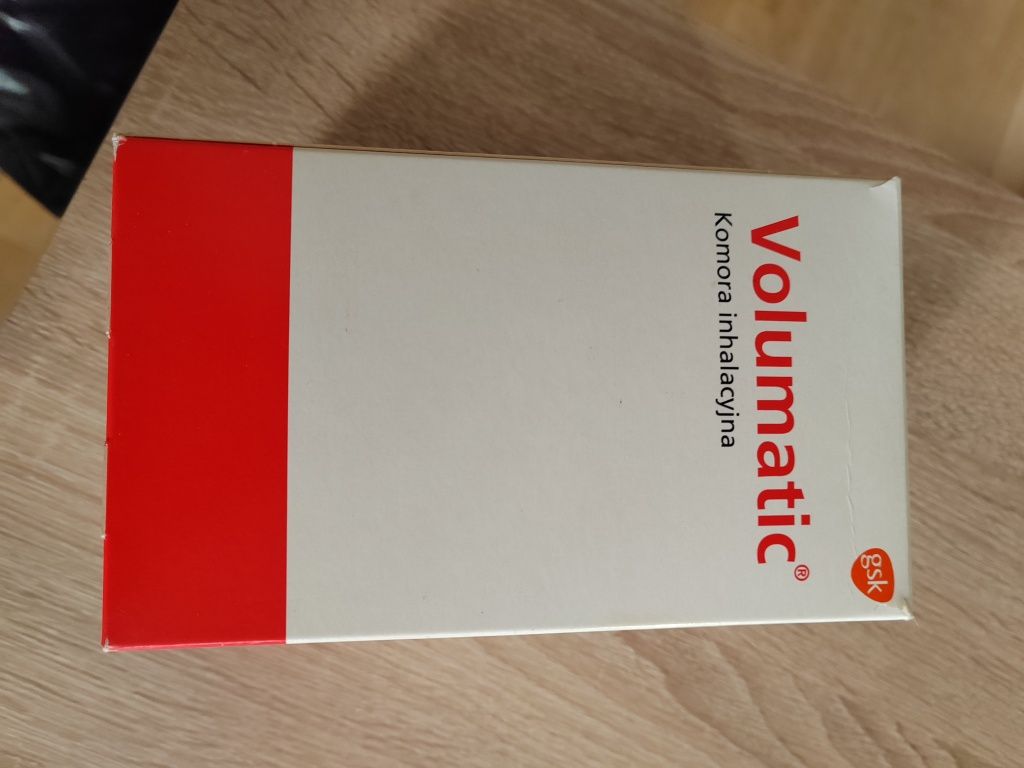 gsk
Volumatic®
Komora inhalacyjna